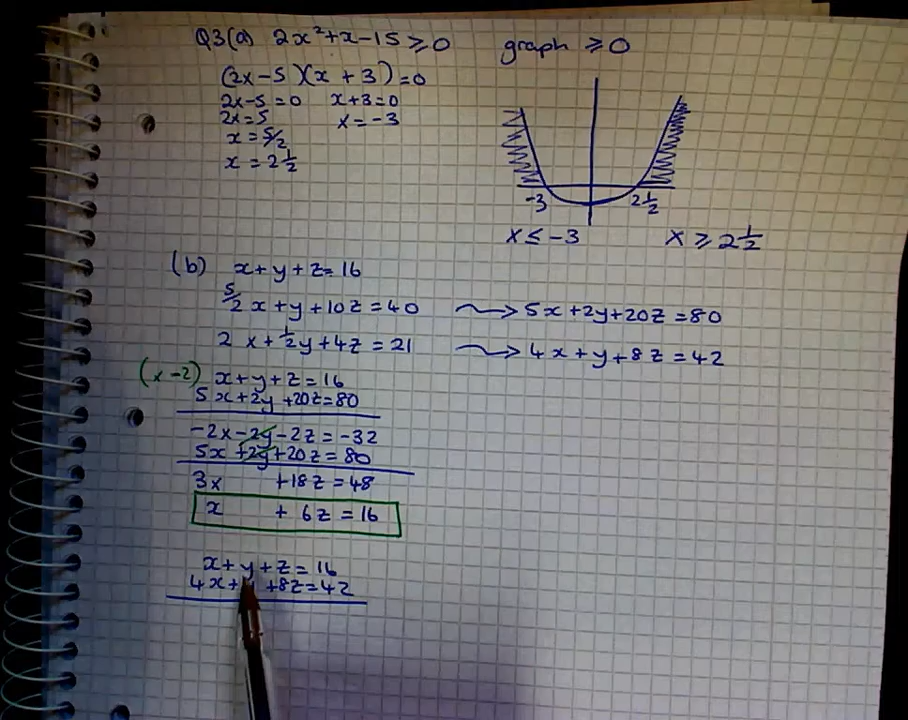 Q3(a) 2x²+x-15≥0 graph ≥0
(2x-5)(x+3)=0
2x-5=0 x+3=0
2x=5 x=-3
x=5/2
x=2½
-3 2½
x≤-3 x≥2½
(b) x+y+z=16
5/2x+y+10z=40 → 5x+2y+20z=80
2x+½y+4z=21 → 4x+y+8z=42
(x-2) x+y+z=16
5x+2y+20z=80
-2x-2y-2z=-32
5x+2y+20z=80
3x +18z=48
x + 6z=16
x+y+z=16
4x+ +8z=42